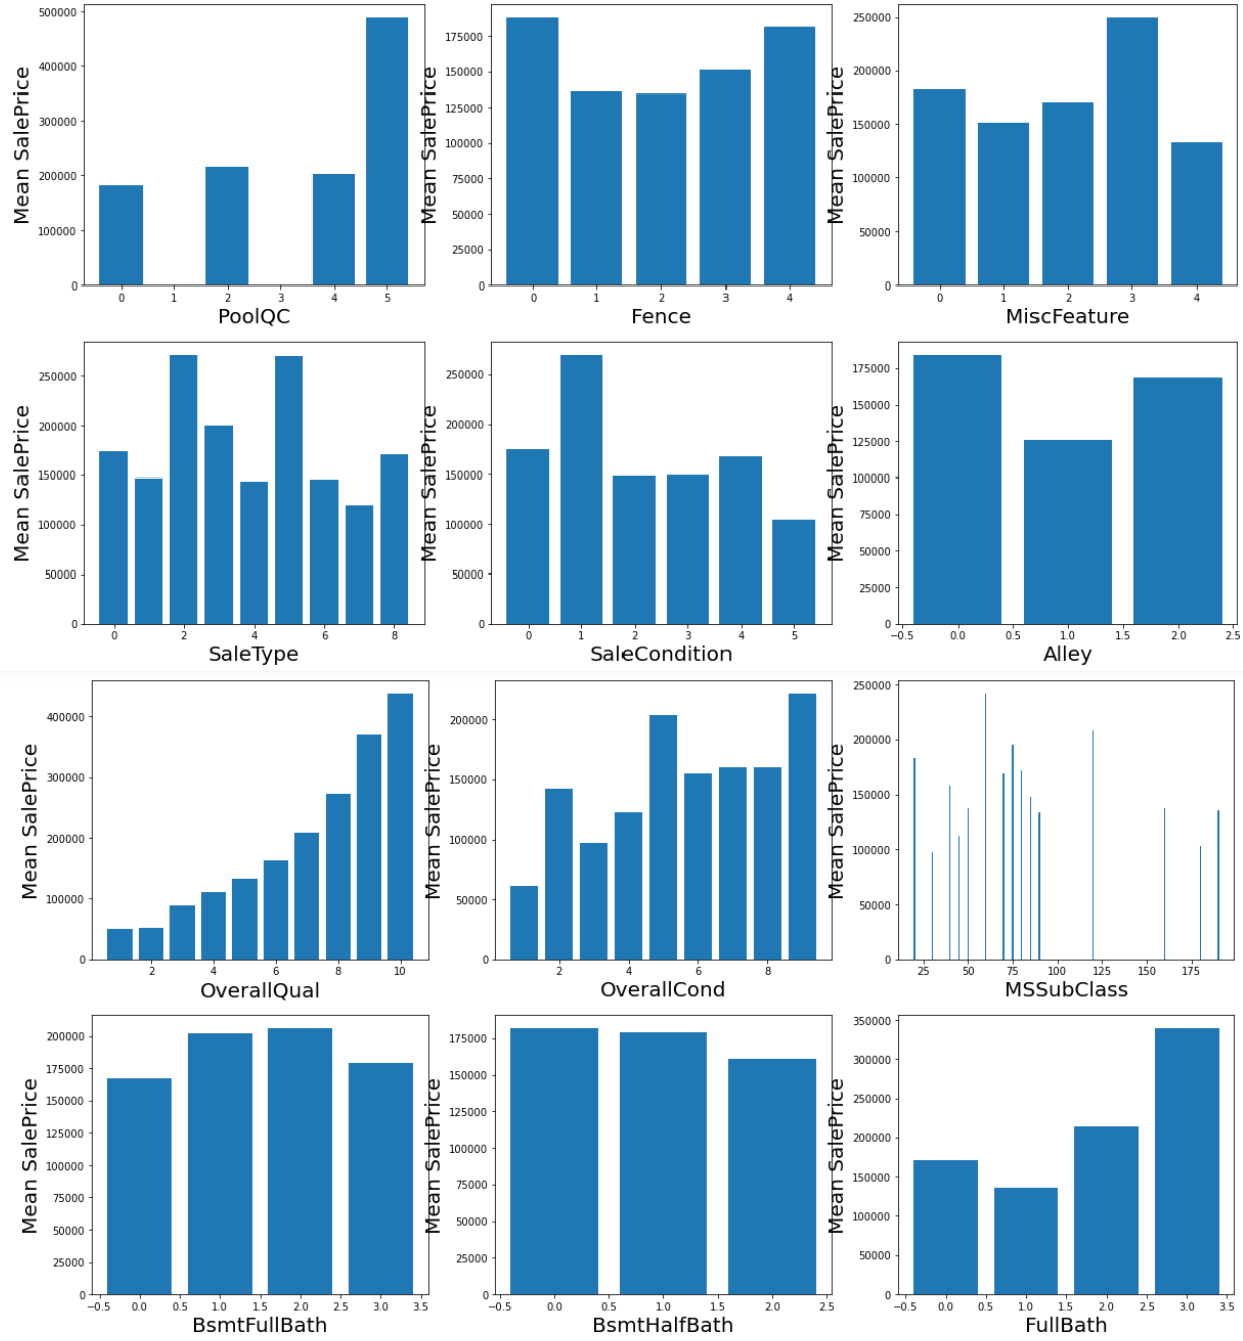 500000
400000
300000
200000
100000
0
Mean SalePrice
0 1 2 3 4 5
PoolQC
175000
150000
125000
100000
75000
50000
25000
0
Mean SalePrice
0 1 2 3 4
Fence
250000
200000
150000
100000
50000
0
Mean SalePrice
0 1 2 3 4
MiscFeature
250000
200000
150000
100000
50000
0
Mean SalePrice
0 2 4 6 8
SaleType
250000
200000
150000
100000
50000
0
Mean SalePrice
0 1 2 3 4 5
SaleCondition
175000
150000
125000
100000
75000
50000
25000
0
Mean SalePrice
−0.5 0.0 0.5 1.0 1.5 2.0 2.5
Alley
400000
300000
200000
100000
0
Mean SalePrice
2 4 6 8 10
OverallQual
200000
150000
100000
50000
0
Mean SalePrice
2 4 6 8
OverallCond
250000
200000
150000
100000
50000
0
Mean SalePrice
25 50 75 100 125 150 175
MSSubClass
200000
175000
150000
125000
100000
75000
50000
25000
0
Mean SalePrice
−0.5 0.0 0.5 1.0 1.5 2.0 2.5 3.0 3.5
BsmtFullBath
175000
150000
125000
100000
75000
50000
25000
0
Mean SalePrice
−0.5 0.0 0.5 1.0 1.5 2.0 2.5
BsmtHalfBath
350000
300000
250000
200000
150000
100000
50000
0
Mean SalePrice
−0.5 0.0 0.5 1.0 1.5 2.0 2.5 3.0 3.5
FullBath